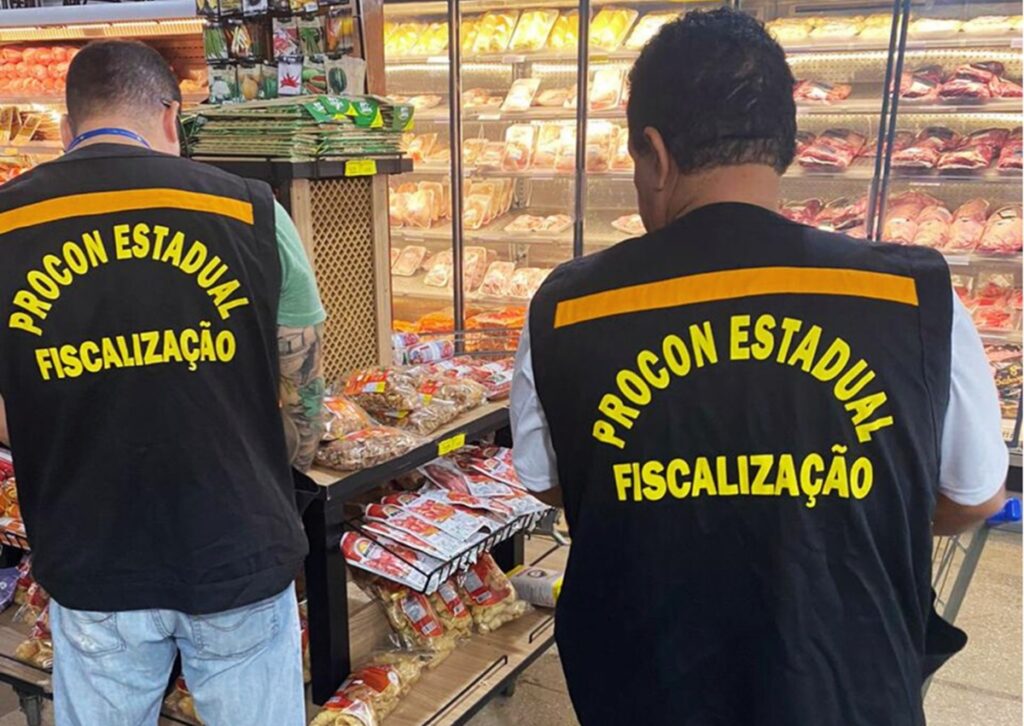 PROCON ESTADUAL
FISCALIZAÇÃO
PROCON ESTADUAL
FISCALIZAÇÃO